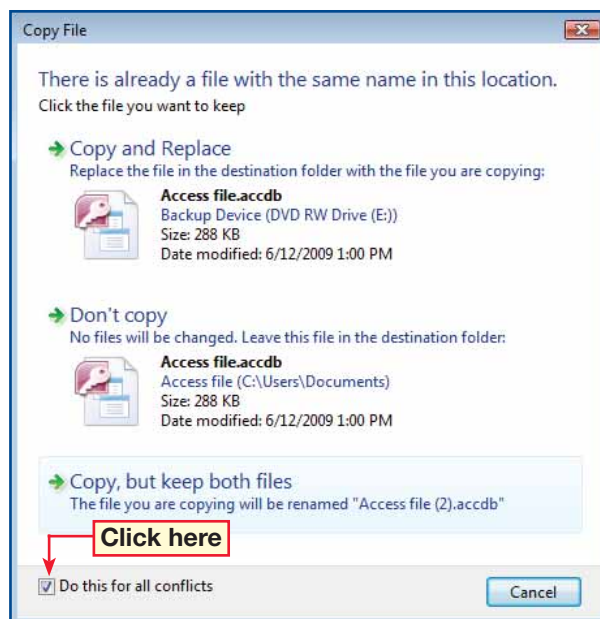 Copy File
There is already a file with the same name in this location.
Click the file you want to keep
Copy and Replace
Replace the file in the destination folder with the file you are copying:
Access file.accdb
Backup Device (DVD RW Drive (E:))
Size: 288 KB
Date modified: 6/12/2009 1:00 PM
Don't copy
No files will be changed. Leave this file in the destination folder:
Access file.accdb
Access file (C:\Users\Documents)
Size: 288 KB
Date modified: 6/12/2009 1:00 PM
Copy, but keep both files
The file you are copying will be renamed "Access file (2).accdb"
Click here
Do this for all conflicts
Cancel